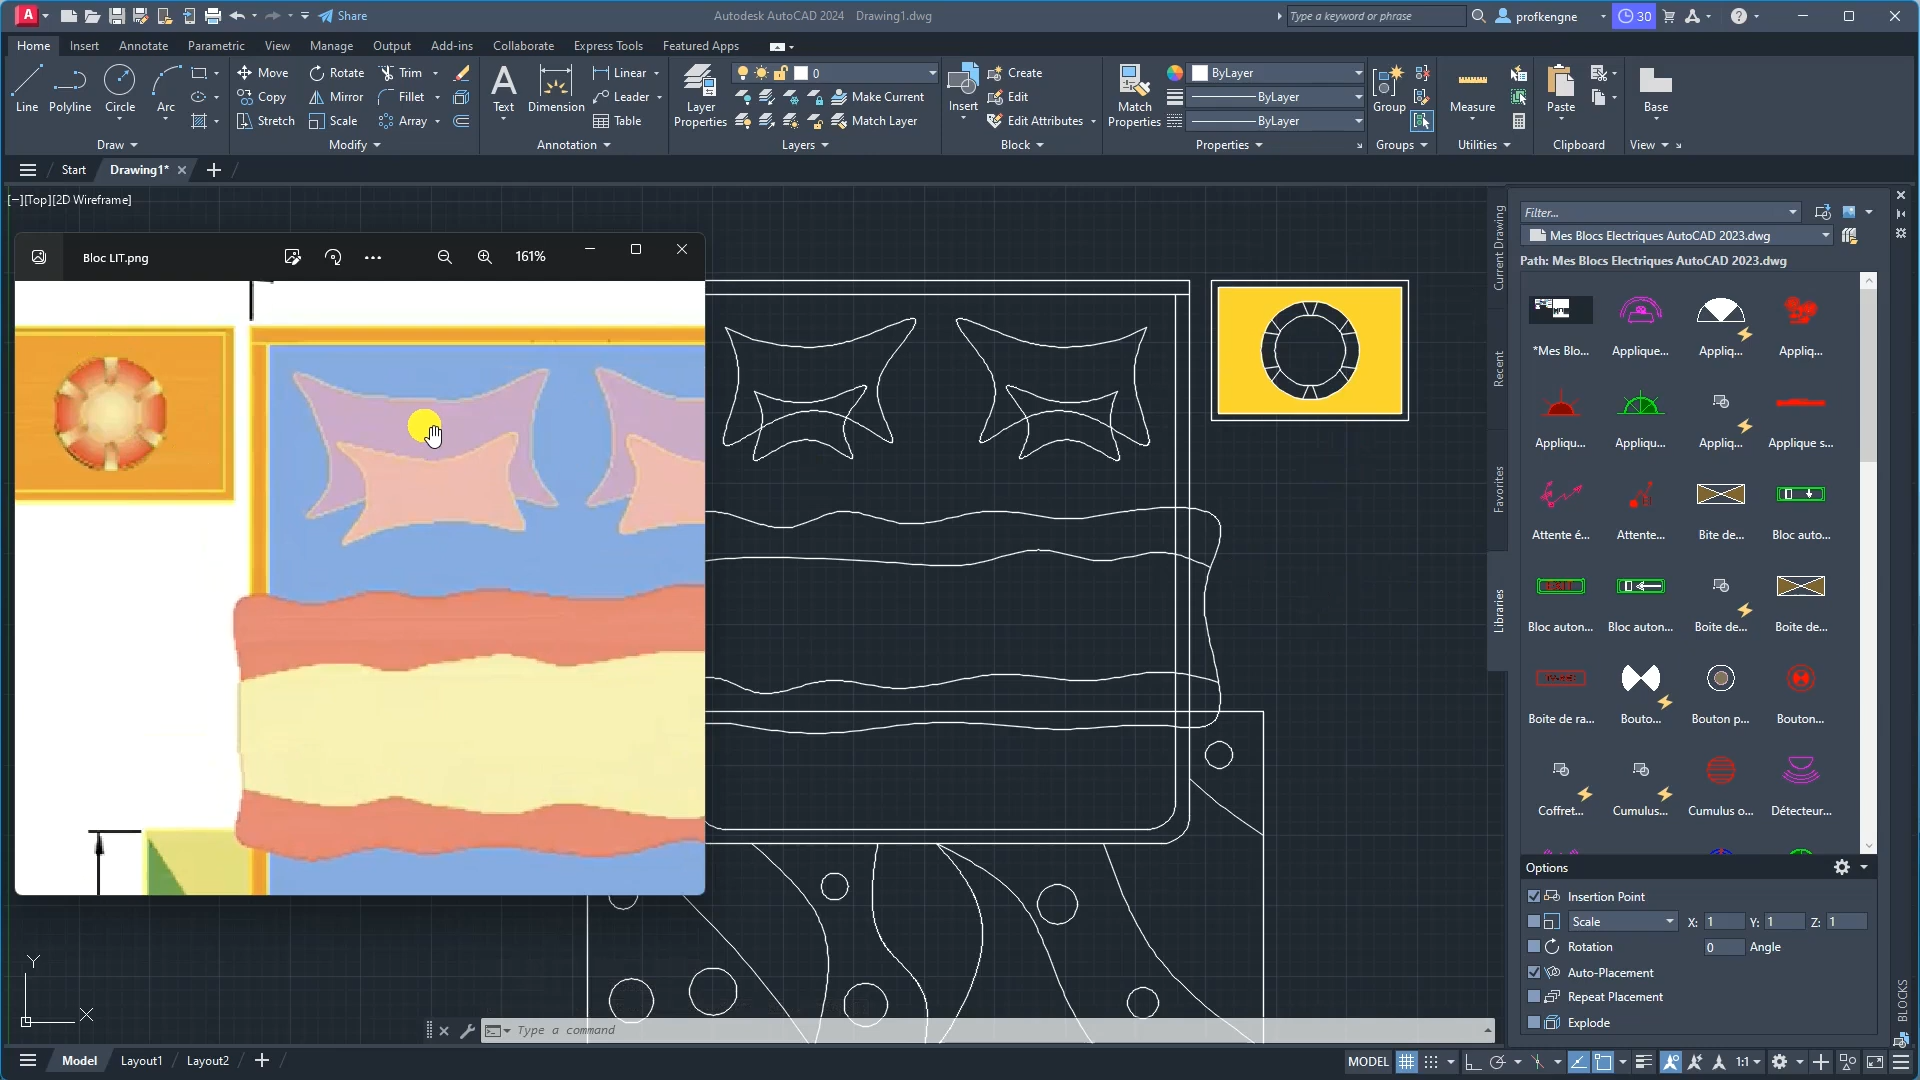 Share
Autodesk AutoCAD 2024 Drawing1.dwg
Type a keyword or phrase
profkengne
30
Home Insert Annotate Parametric View Manage Output Add-ins Collaborate Express Tools Featured Apps
Line Polyline Circle Arc
Move Rotate Trim
Copy Mirror Fillet
Stretch Scale Array
Text Dimension
Linear
Leader
Table
Layer Properties
0
Make Current
Match Layer
Insert
Create
Edit
Edit Attributes
Match Properties
ByLayer
ByLayer
ByLayer
Group
Measure
Paste
Base
Draw Modify Annotation Layers Block Properties Groups Utilities Clipboard View
Start Drawing1*
[−][Top][2D Wireframe]
Bloc LIT.png
161%
Current Drawing
Recent
Favorites
Libraries
Filter...
Mes Blocs Electriques AutoCAD 2023.dwg
Path: Mes Blocs Electriques AutoCAD 2023.dwg
*Mes Blo... Applique... Appliq... Appliq...
Appliqu... Appliqu... Appliq... Applique s...
Attente é... Attente... Bite de... Bloc auto...
Bloc auton... Bloc auton... Boite de... Boite de...
Boite de ra... Bouto... Bouton p... Bouton...
Coffret... Cumulus... Cumulus o... Détecteur...
Options
Insertion Point
Scale X: 1 Y: 1 Z: 1
Rotation 0 Angle
Auto-Placement
Repeat Placement
Explode
BLOCKS
Y
X
Type a command
Model Layout1 Layout2
MODEL
1:1